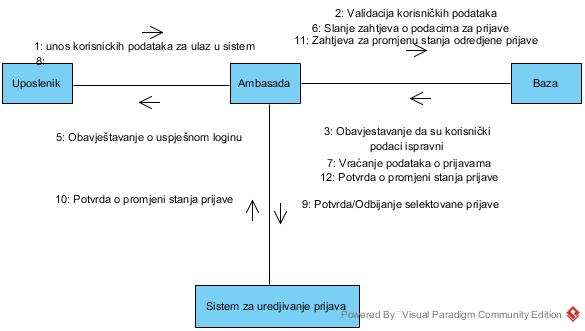 2: Validacija korisničkih podataka
6: Slanje zahtjeva o podacima za prijave
11: Zahtjeva za promjenu stanja odredjene prijave
1: unos korisnickih podataka za ulaz u sistem
8:
Uposlenik
Ambasada
Baza
5: Obavještavanje o uspješnom loginu
3: Obavjestavanje da su korisnički
podaci ispravni
7: Vraćanje podataka o prijavama
12: Potvrda o promjeni stanja prijave
10: Potvrda o promjeni stanja prijave
9: Potvrda/Odbijanje selektovane prijave
Sistem za uredjivanje prijava
Powered By Visual Paradigm Community Edition